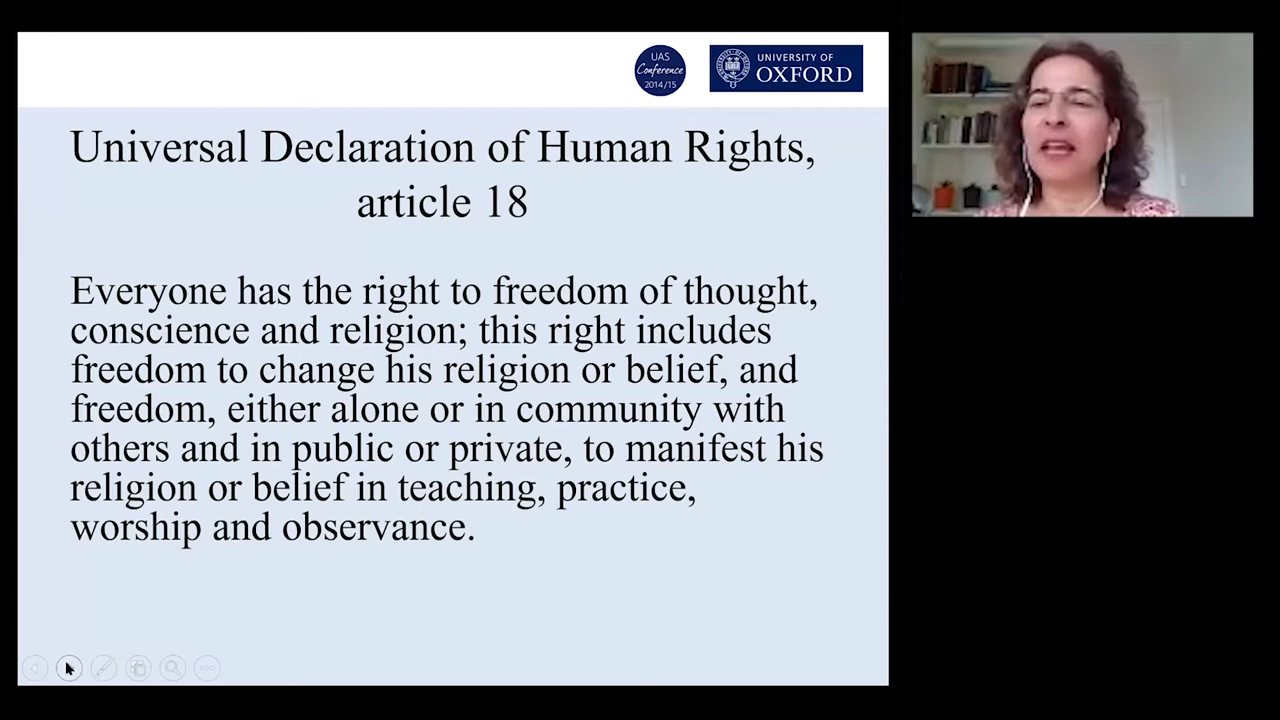 UAS
Conference
2014/15
UNIVERSITY OF
OXFORD
Universal Declaration of Human Rights,
article 18
Everyone has the right to freedom of thought,
conscience and religion; this right includes
freedom to change his religion or belief, and
freedom, either alone or in community with
others and in public or private, to manifest his
religion or belief in teaching, practice,
worship and observance.